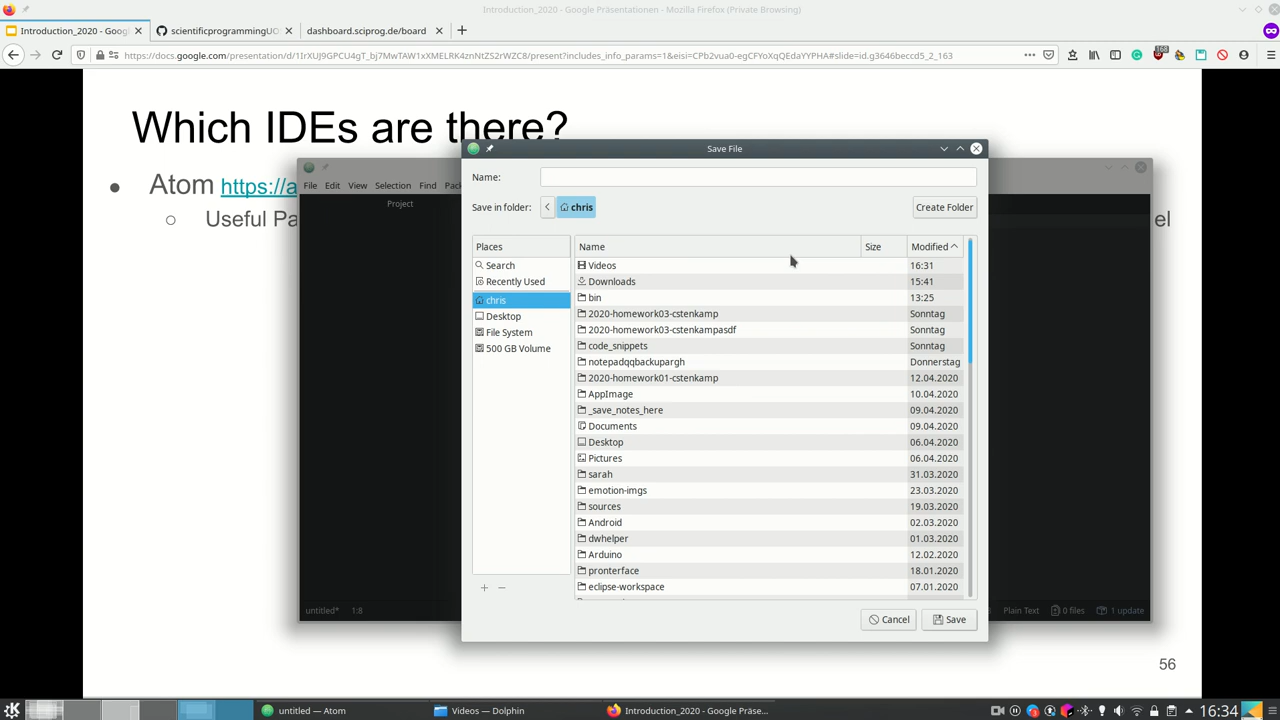 Introduction_2020 - Google Präsentationen - Mozilla Firefox (Private Browsing)
Introduction_2020 - Goog
scientificprogrammingUO
dashboard.sciprog.de/board
https://docs.google.com/presentation/d/1IrXUJ9GPCU4gT_bj7MwTAW1xXMELRK4znNtZS2rWZC8/present?includes_info_params=1&eisi=CPb2vua0-egCFYoXqQEdaYYPHA#slide=id.g3646beccd5_2_163
368
Which IDEs are there?
Atom https://a
Useful Pa
el
File Edit View Selection Find Pack
Project
untitled* 1:8
Plain Text 0 files 1 update
Save File
Name:
Save in folder: chris
Create Folder
Places
Search
Recently Used
chris
Desktop
File System
500 GB Volume
Name Size Modified
Videos 16:31
Downloads 15:41
bin 13:25
2020-homework03-cstenkamp Sonntag
2020-homework03-cstenkampasdf Sonntag
code_snippets Sonntag
notepadqqbackupargh Donnerstag
2020-homework01-cstenkamp 12.04.2020
AppImage 10.04.2020
_save_notes_here 09.04.2020
Documents 09.04.2020
Desktop 06.04.2020
Pictures 06.04.2020
sarah 31.03.2020
emotion-imgs 23.03.2020
sources 19.03.2020
Android 02.03.2020
dwhelper 01.03.2020
Arduino 12.02.2020
pronterface 18.01.2020
eclipse-workspace 07.01.2020
Cancel Save
56
untitled — Atom
Videos — Dolphin
Introduction_2020 - Google Präse...
16:34